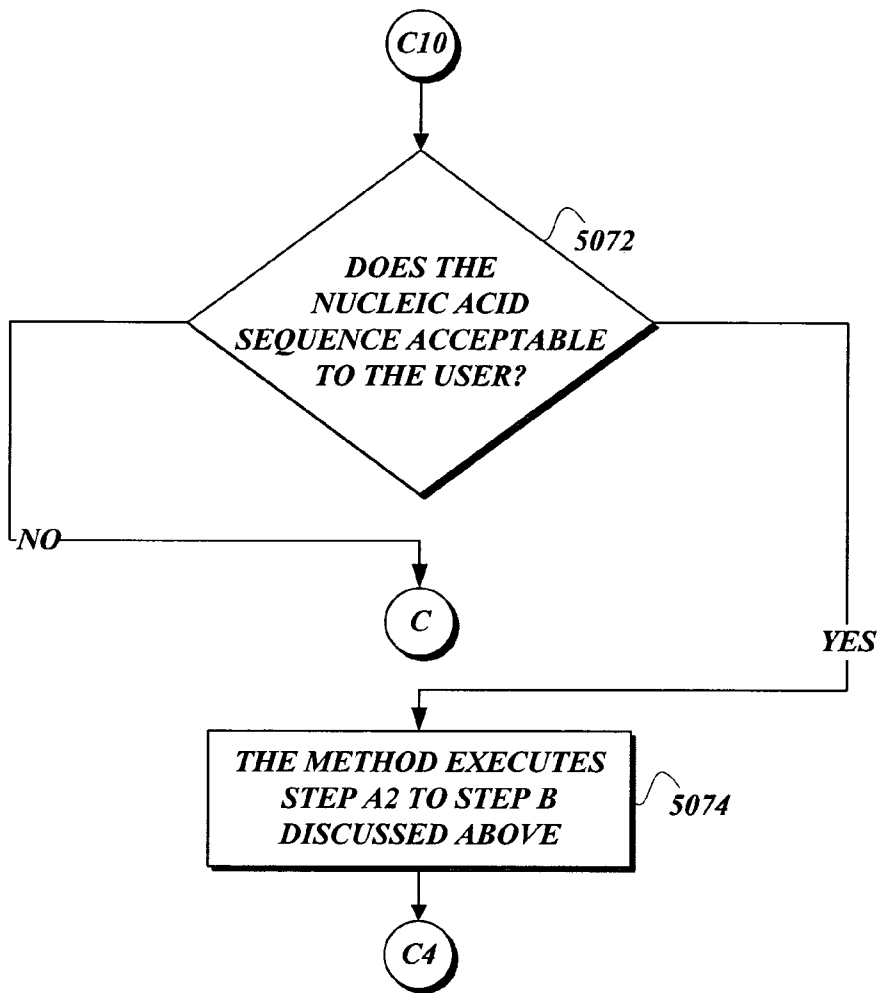 C10
5072
DOES THE
NUCLEIC ACID
SEQUENCE ACCEPTABLE
TO THE USER?
NO
C
YES
THE METHOD EXECUTES
STEP A2 TO STEP B
DISCUSSED ABOVE
5074
C4